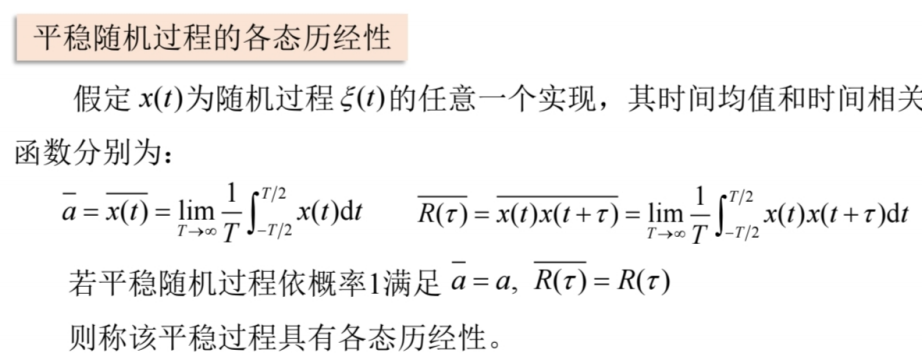 平稳随机过程的各态历经性
假定 x(t)为随机过程 ξ(t)的任意一个实现，其时间均值和时间相关
函数分别为：
$\overline{a} = \overline{x(t)} = \lim_{T \to \infty} \frac{1}{T} \int_{-T/2}^{T/2} x(t)\mathrm{d}t$ $\overline{R(\tau)} = \overline{x(t)x(t+\tau)} = \lim_{T \to \infty} \frac{1}{T} \int_{-T/2}^{T/2} x(t)x(t+\tau)\mathrm{d}t$
若平稳随机过程依概率1满足 $\overline{a} = a, \overline{R(\tau)} = R(\tau)$
则称该平稳过程具有各态历经性。